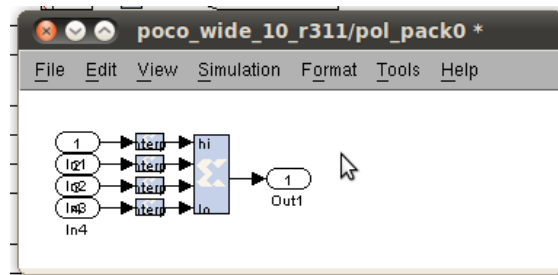 poco_wide_10_r311/pol_pack0 *
File Edit View Simulation Format Tools Help
1
hi
1
Out1
lo
In4